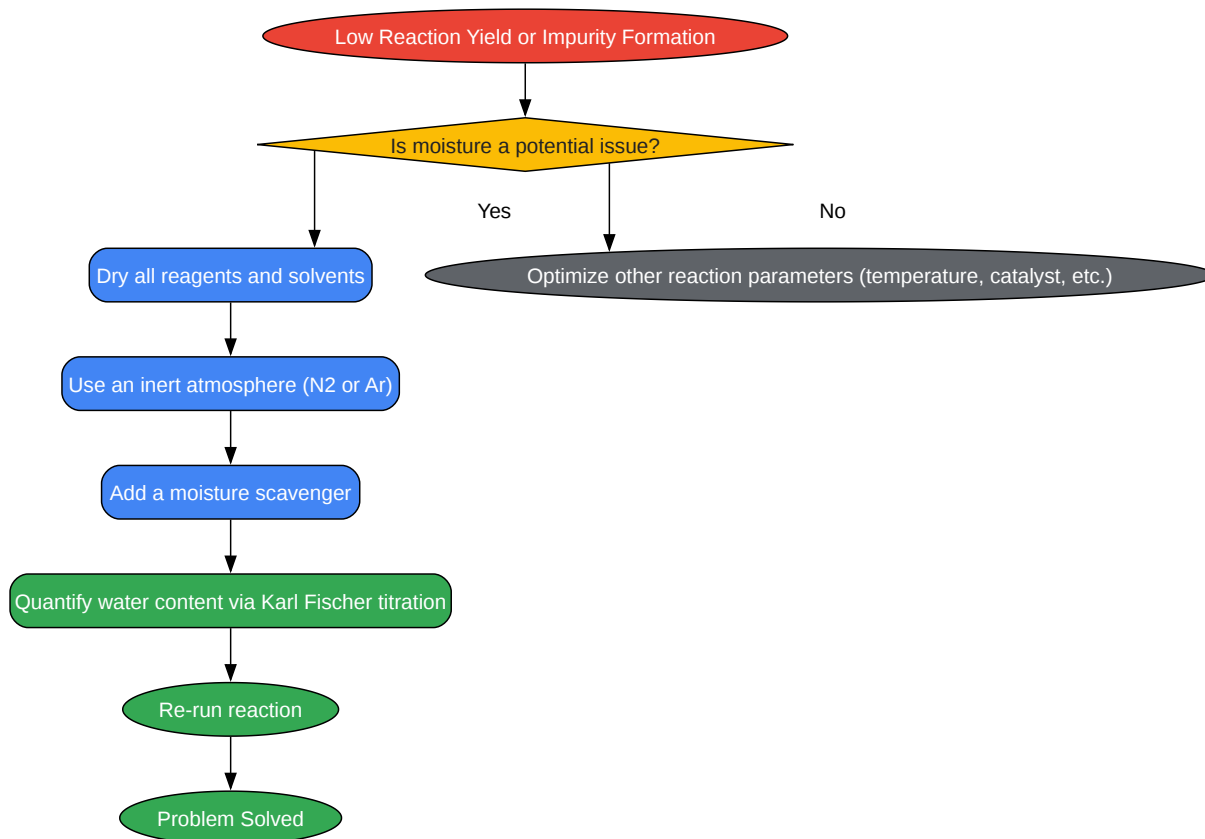 Low Reaction Yield or Impurity Formation
Is moisture a potential issue?
Yes
No
Dry all reagents and solvents
Optimize other reaction parameters (temperature, catalyst, etc.)
Use an inert atmosphere (N2 or Ar)
Add a moisture scavenger
Quantify water content via Karl Fischer titration
Re-run reaction
Problem Solved